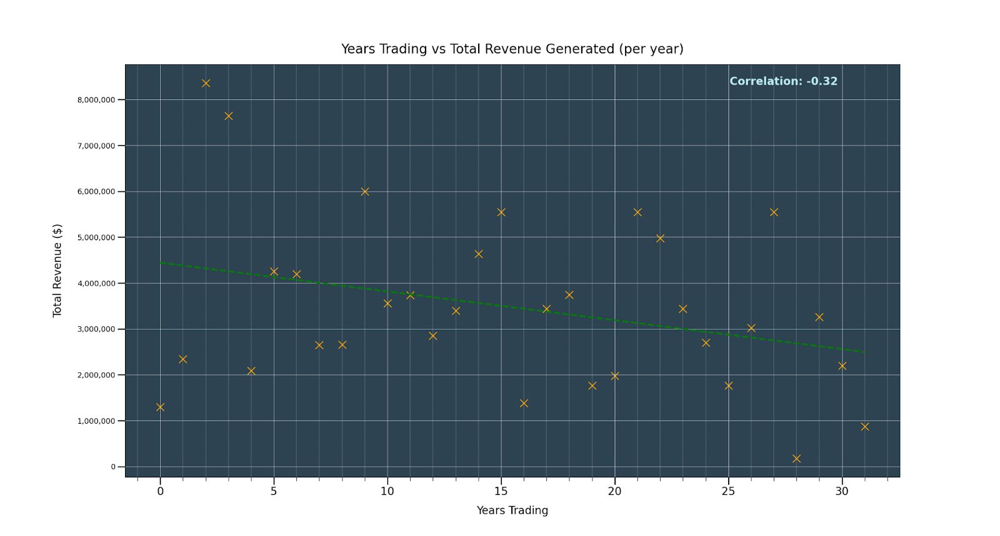 Years Trading vs Total Revenue Generated (per year)
Correlation: -0.32
8,000,000
7,000,000
6,000,000
5,000,000
4,000,000
3,000,000
2,000,000
1,000,000
0
Total Revenue ($)
0 5 10 15 20 25 30
Years Trading